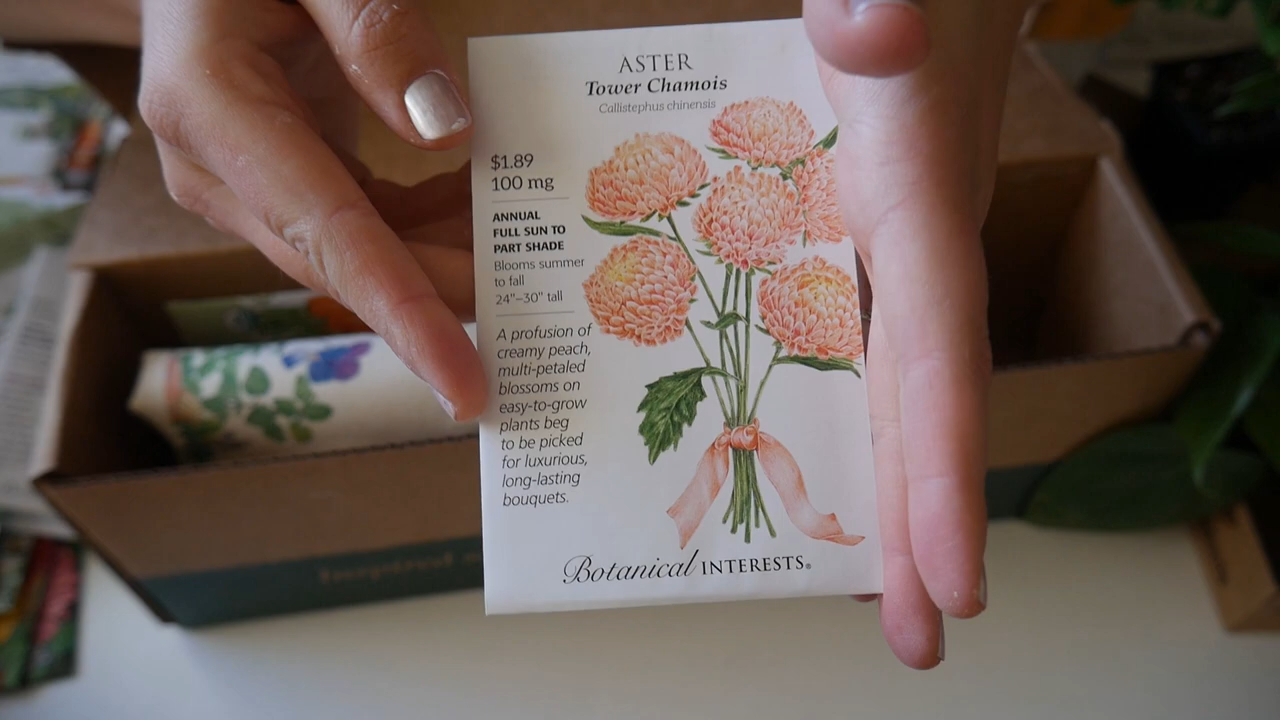 ASTER
Tower Chamois
Callistephus chinensis
$1.89
100 mg
ANNUAL
FULL SUN TO
PART SHADE
Blooms summer
to fall
24"–30" tall
A profusion of
creamy peach,
multi-petaled
blossoms on
easy-to-grow
plants beg
to be picked
for luxurious,
long-lasting
bouquets.
Botanical INTERESTS®
Inspired